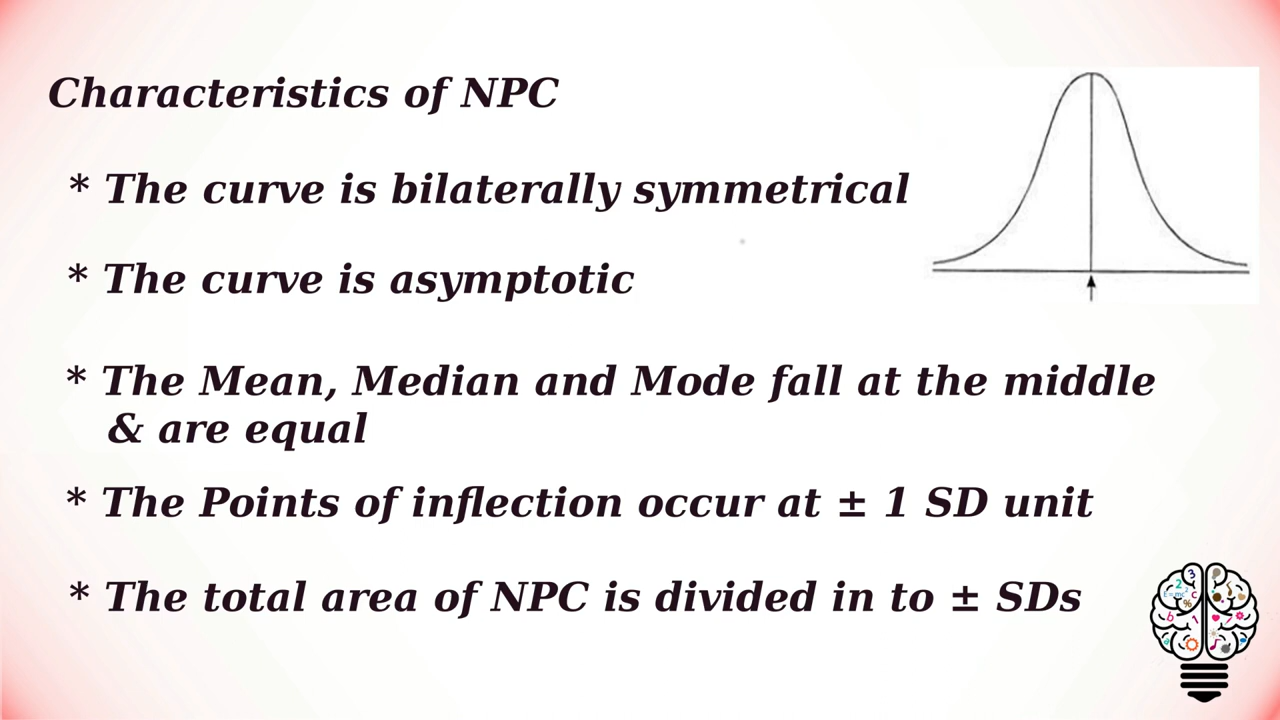 Characteristics of NPC
* The curve is bilaterally symmetrical
* The curve is asymptotic
* The Mean, Median and Mode fall at the middle
& are equal
* The Points of inflection occur at ± 1 SD unit
* The total area of NPC is divided in to ± SDs